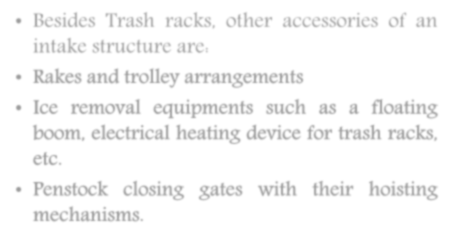 • Besides Trash racks, other accessories of an
intake structure are:
• Rakes and trolley arrangements
• Ice removal equipments such as a floating
boom, electrical heating device for trash racks,
etc.
• Penstock closing gates with their hoisting
mechanisms.